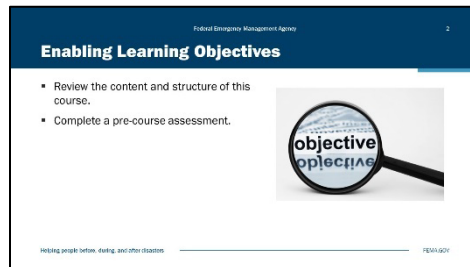 Federal Emergency Management Agency
2
Enabling Learning Objectives
▪ Review the content and structure of this
course.
▪ Complete a pre-course assessment.
objective
objective
Helping people before, during, and after disasters
FEMA.GOV